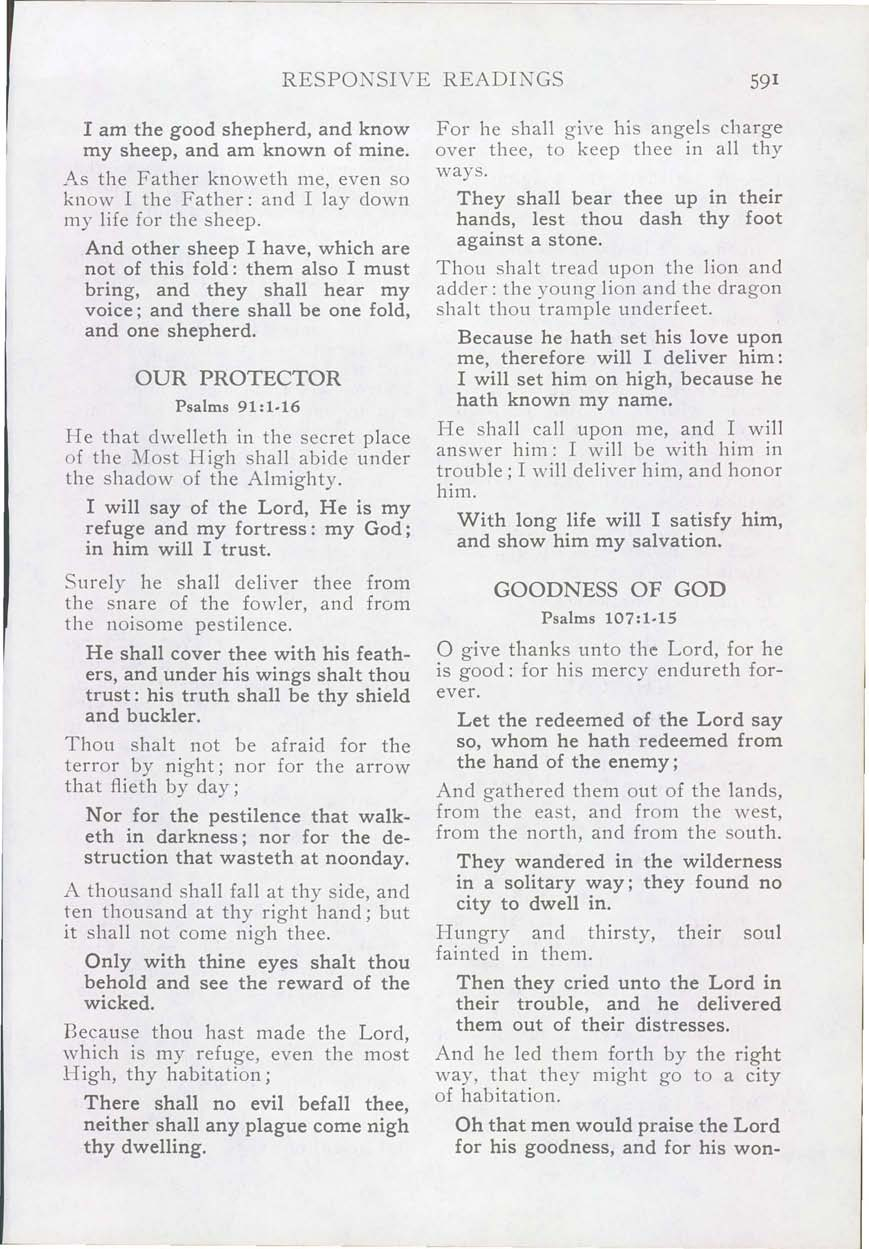 RESPONSIVE READINGS 591
I am the good shepherd, and know
my sheep, and am known of mine.
As the Father knoweth me, even so
know I the Father: and I lay down
my life for the sheep.
And other sheep I have, which are
not of this fold: them also I must
bring, and they shall hear my
voice; and there shall be one fold,
and one shepherd.
OUR PROTECTOR
Psalms 91:1-16
He that dwelleth in the secret place
of the Most High shall abide under
the shadow of the Almighty.
I will say of the Lord, He is my
refuge and my fortress: my God;
in him will I trust.
Surely he shall deliver thee from
the snare of the fowler, and from
the noisome pestilence.
He shall cover thee with his feath-
ers, and under his wings shalt thou
trust: his truth shall be thy shield
and buckler.
Thou shalt not be afraid for the
terror by night; nor for the arrow
that flieth by day;
Nor for the pestilence that walk-
eth in darkness; nor for the de-
struction that wasteth at noonday.
A thousand shall fall at thy side, and
ten thousand at thy right hand; but
it shall not come nigh thee.
Only with thine eyes shalt thou
behold and see the reward of the
wicked.
Because thou hast made the Lord,
which is my refuge, even the most
High, thy habitation;
There shall no evil befall thee,
neither shall any plague come nigh
thy dwelling.
For he shall give his angels charge
over thee, to keep thee in all thy
ways.
They shall bear thee up in their
hands, lest thou dash thy foot
against a stone.
Thou shalt tread upon the lion and
adder: the young lion and the dragon
shalt thou trample underfeet.
Because he hath set his love upon
me, therefore will I deliver him:
I will set him on high, because he
hath known my name.
He shall call upon me, and I will
answer him: I will be with him in
trouble; I will deliver him, and honor
him.
With long life will I satisfy him,
and show him my salvation.
GOODNESS OF GOD
Psalms 107:1-15
O give thanks unto the Lord, for he
is good: for his mercy endureth for-
ever.
Let the redeemed of the Lord say
so, whom he hath redeemed from
the hand of the enemy;
And gathered them out of the lands,
from the east, and from the west,
from the north, and from the south.
They wandered in the wilderness
in a solitary way; they found no
city to dwell in.
Hungry and thirsty, their soul
fainted in them.
Then they cried unto the Lord in
their trouble, and he delivered
them out of their distresses.
And he led them forth by the right
way, that they might go to a city
of habitation.
Oh that men would praise the Lord
for his goodness, and for his won-